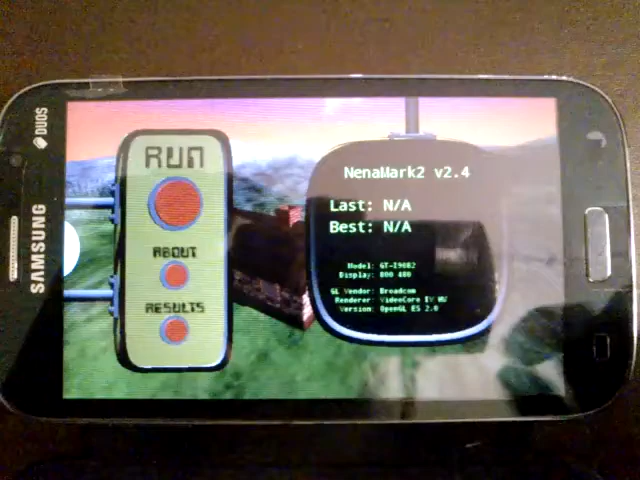 DUOS
SAMSUNG
RUN
ABOUT
RESULTS
NenaMark2 v2.4
Last: N/A
Best: N/A
Model: GT-I9082
Display: 800 480
GL Vendor: Broadcom
Renderer: VideoCore IV HW
Version: OpenGL ES 2.0